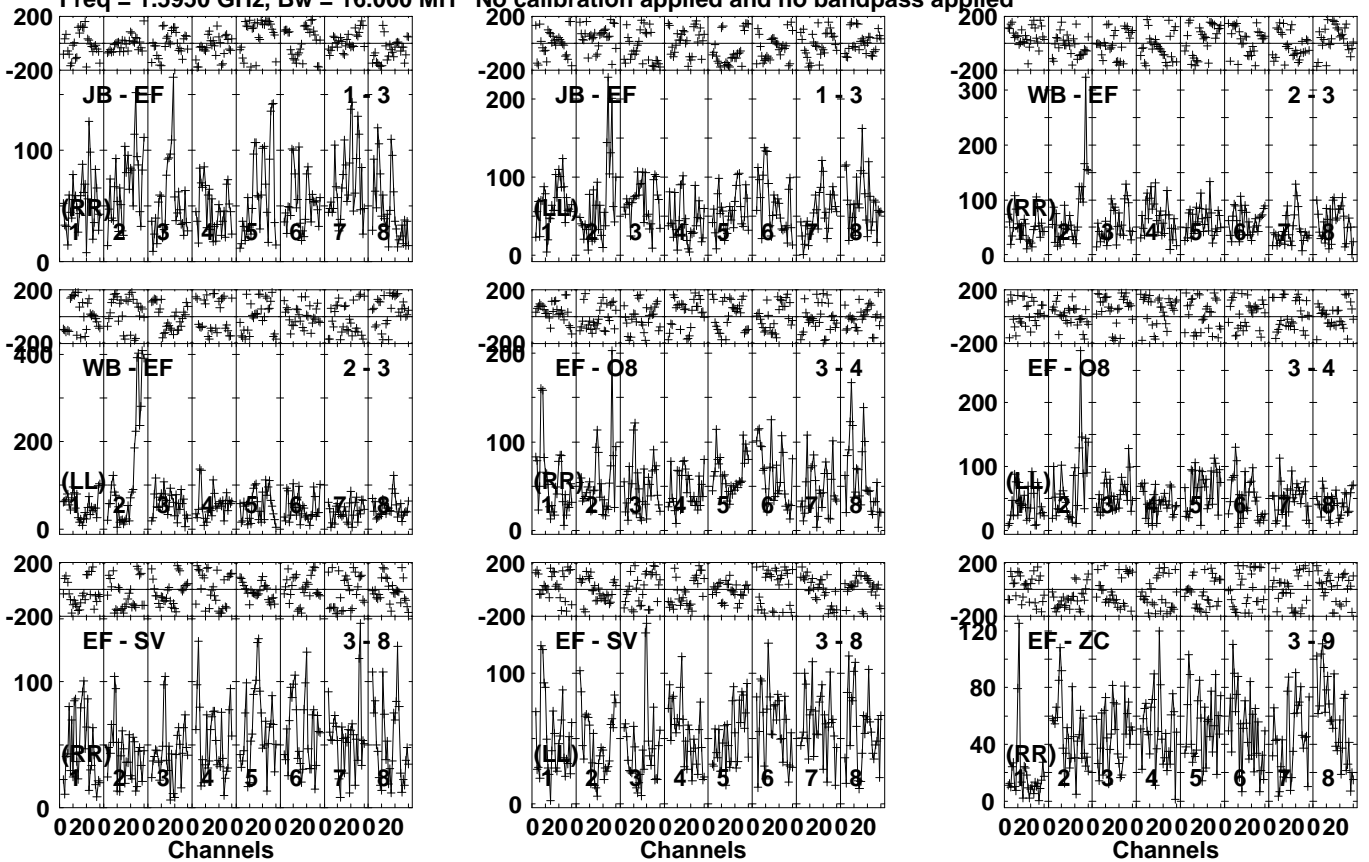 Freq = 1.5950 GHz, Bw = 16.000 MH No calibration applied and no bandpass applied
200 200 200
-200 -200 -200
JB - EF 1 - 3 JB - EF 1 - 3 WB - EF 2 - 3
300
200
200
100 100
100
(RR) (LL) (RR)
1 2 3 4 5 6 7 8 1 2 3 4 5 6 7 8 1 2 3 4 5 6 7 8
0 0 0
200 200 200
-200 -200 -200
400 200
WB - EF 2 - 3 EF - O8 3 - 4 EF - O8 3 - 4
200 100 200
100
(LL) (RR) (LL)
1 2 3 4 5 6 7 8 1 2 3 4 5 6 7 8 1 2 3 4 5 6 7 8
0 0 0
200 200 200
-200 -200 -200
EF - SV 3 - 8 EF - SV 3 - 8 EF - ZC 3 - 9
120
100 100 80
40
(RR) (LL) (RR)
1 2 3 4 5 6 7 8 1 2 3 4 5 6 7 8 1 2 3 4 5 6 7 8
0 0 0
0 20 0 20 0 20 0 20 0 20 0 20 0 20 0 20 0 20 0 20 0 20 0 20 0 20 0 20 0 20 0 20 0 20 0 20 0 20 0 20 0 20 0 20 0 20 0 20
Channels Channels Channels